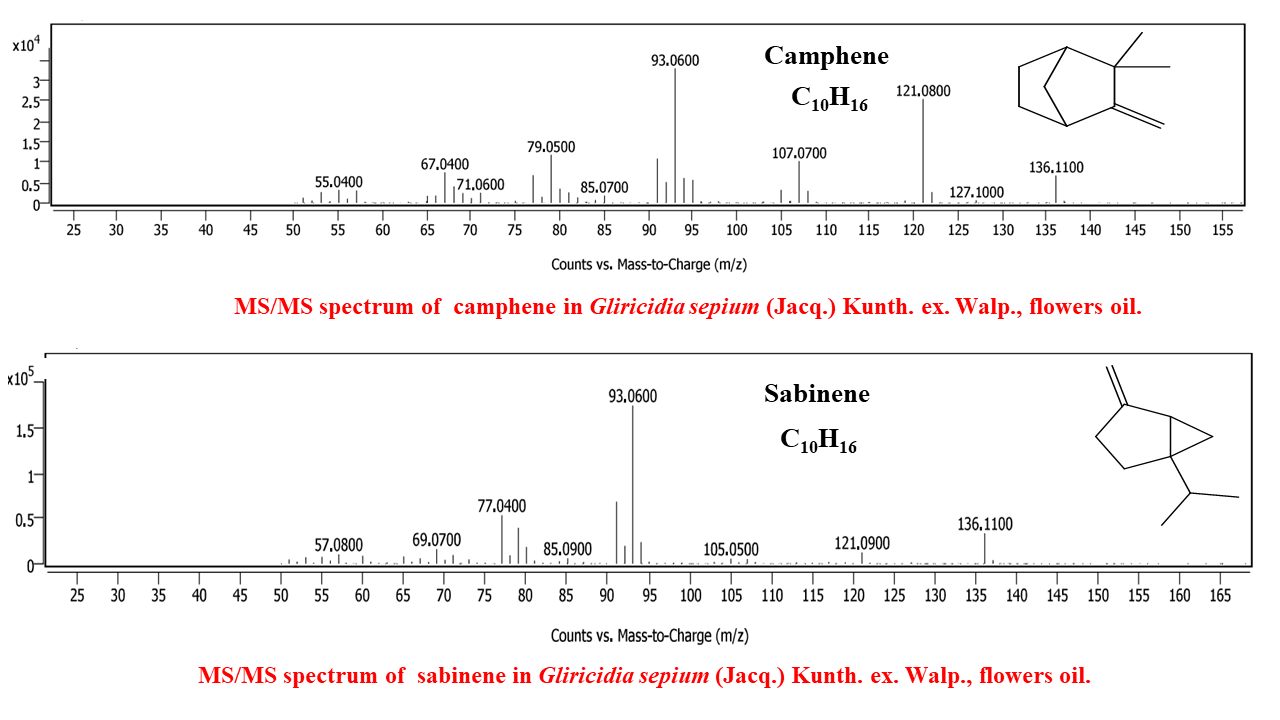 x10⁴
93.0600
Camphene
C₁₀H₁₆
3
2.5
2
1.5
1
0.5
0
121.0800
79.0500
107.0700
67.0400
136.1100
55.0400
71.0600
85.0700
127.1000
25 30 35 40 45 50 55 60 65 70 75 80 85 90 95 100 105 110 115 120 125 130 135 140 145 150 155
Counts vs. Mass-to-Charge (m/z)
MS/MS spectrum of camphene in Gliricidia sepium (Jacq.) Kunth. ex. Walp., flowers oil.
x10⁵
93.0600
Sabinene
C₁₀H₁₆
1.5
1
0.5
0
77.0400
136.1100
69.0700
57.0800
85.0900
105.0500
121.0900
25 30 35 40 45 50 55 60 65 70 75 80 85 90 95 100 105 110 115 120 125 130 135 140 145 150 155 160 165
Counts vs. Mass-to-Charge (m/z)
MS/MS spectrum of sabinene in Gliricidia sepium (Jacq.) Kunth. ex. Walp., flowers oil.